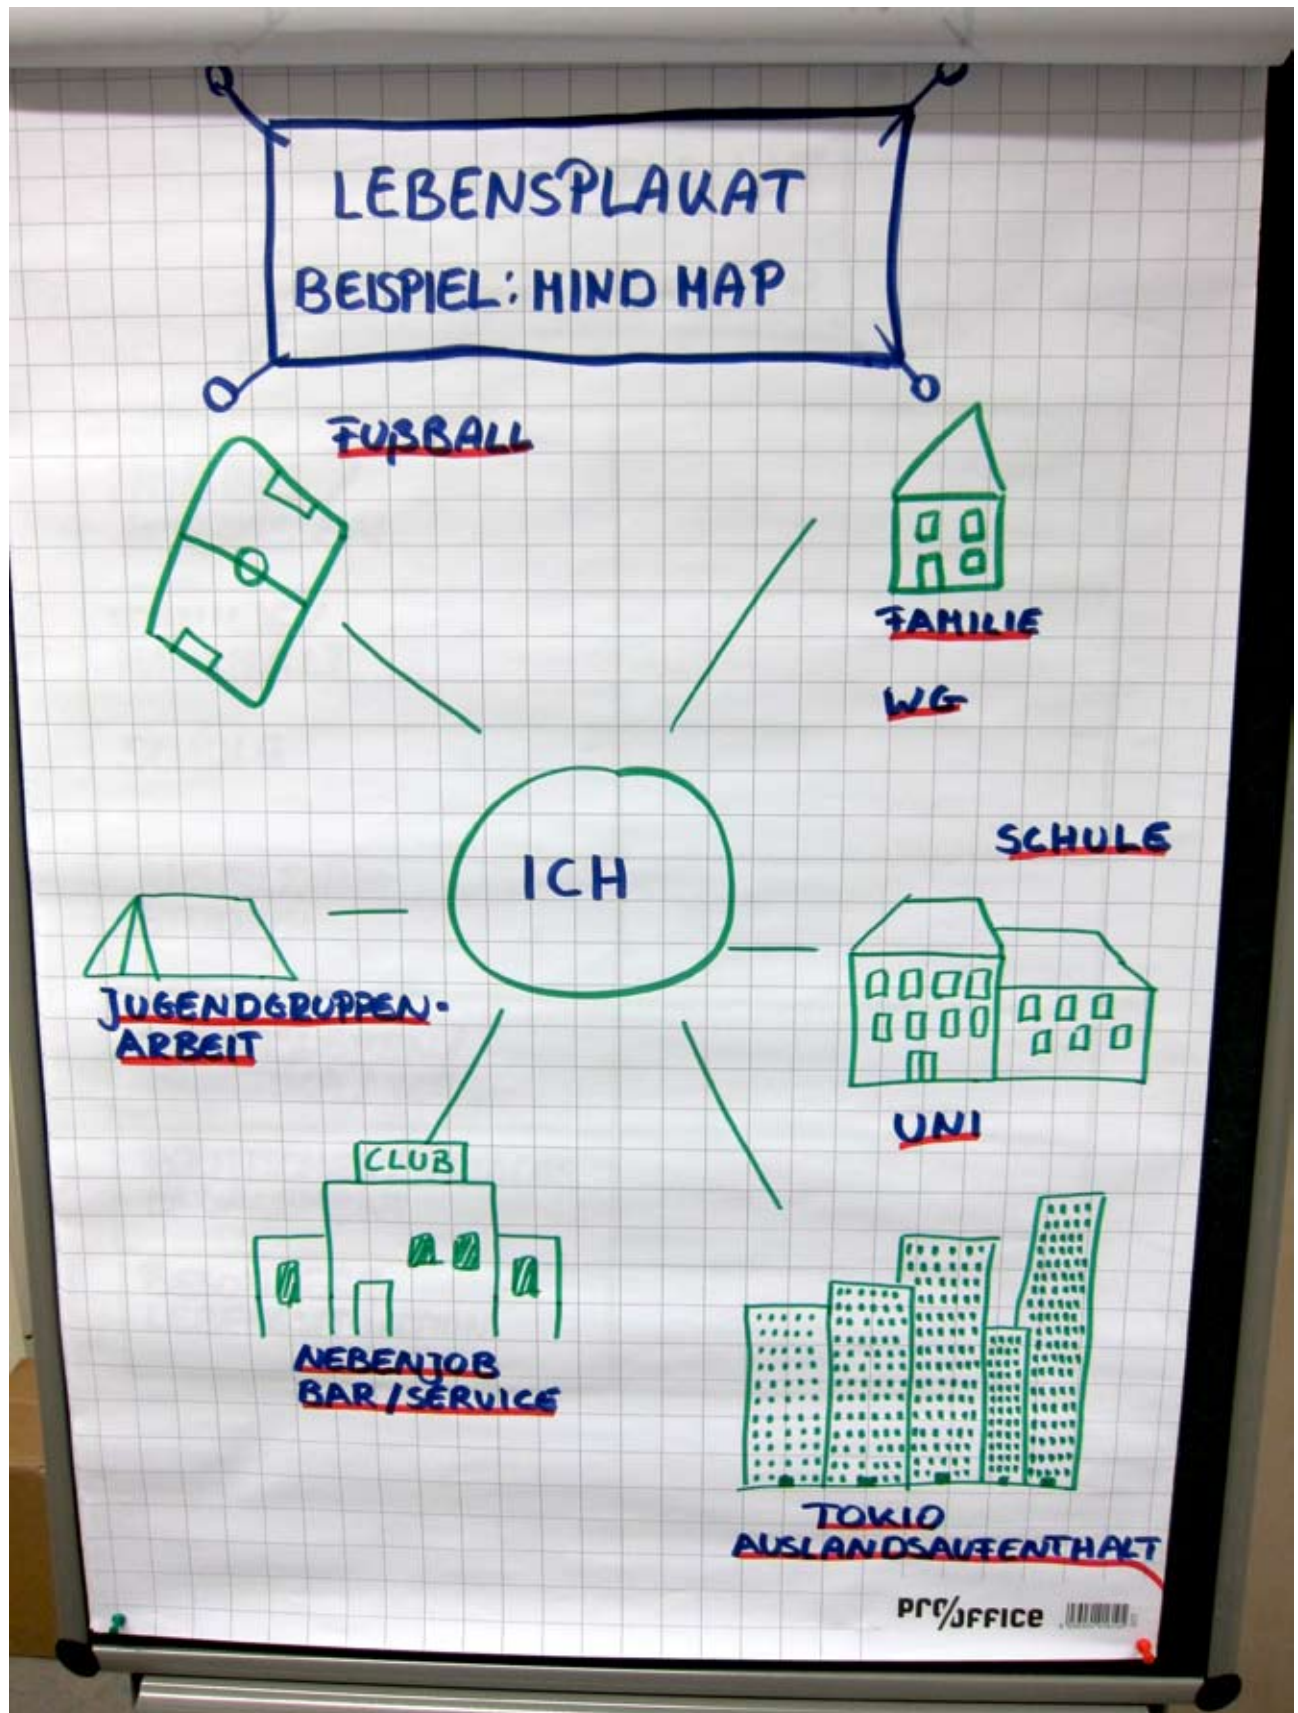 LEBENSPLAKAT
BEISPIEL: MIND MAP
FUßBALL
FAMILIE
WG
SCHULE
ICH
JUGENDGRUPPEN-
ARBEIT
UNI
CLUB
NEBENJOB
BAR/SERVICE
TOKIO
AUSLANDSAUFENTHALT
PRO/OFFICE